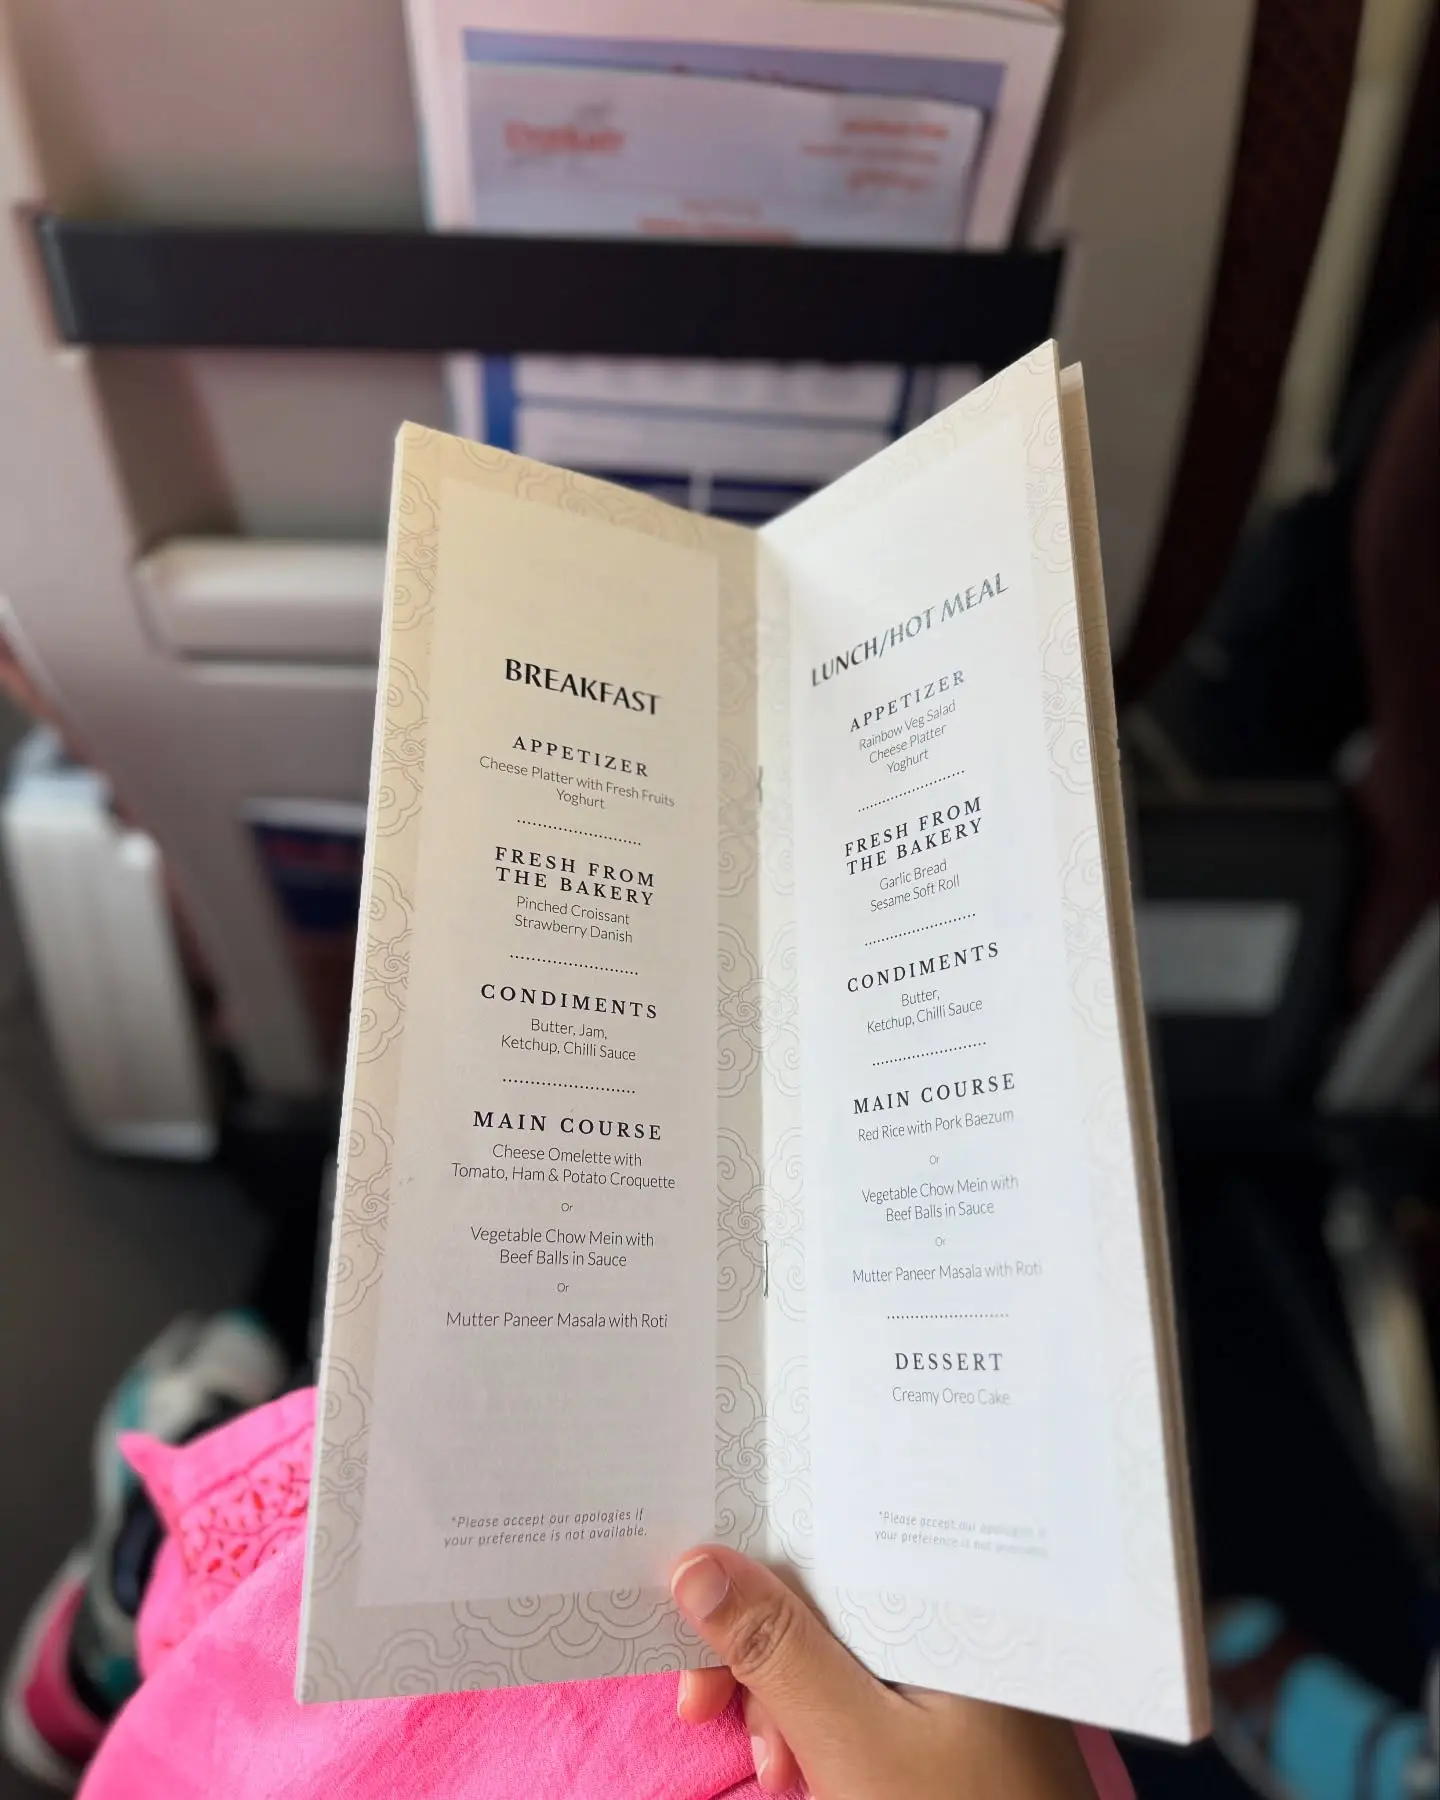 BREAKFAST
APPETIZER
Cheese Platter with Fresh Fruits
Yoghurt
FRESH FROM
THE BAKERY
Pinched Croissant
Strawberry Danish
CONDIMENTS
Butter, Jam,
Ketchup, Chilli Sauce
MAIN COURSE
Cheese Omelette with
Tomato, Ham & Potato Croquette
Or
Vegetable Chow Mein with
Beef Balls in Sauce
Or
Mutter Paneer Masala with Roti
*Please accept our apologies if
your preference is not available.
LUNCH/HOT MEAL
APPETIZER
Rainbow Veg Salad
Cheese Platter
Yoghurt
FRESH FROM
THE BAKERY
Garlic Bread
Sesame Soft Roll
CONDIMENTS
Butter,
Ketchup, Chilli Sauce
MAIN COURSE
Red Rice with Pork Baezum
Or
Vegetable Chow Mein with
Beef Balls in Sauce
Or
Mutter Paneer Masala with Roti
DESSERT
Creamy Oreo Cake
*Please accept our apologies if
your preference is not